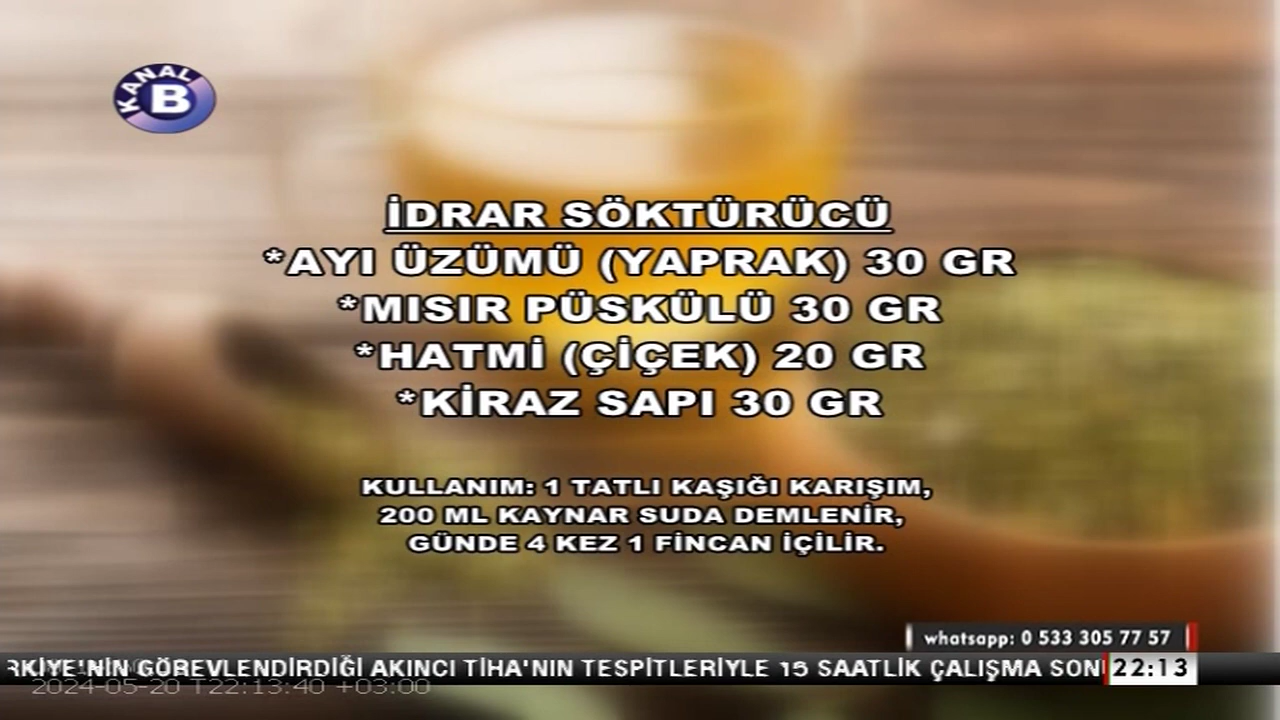 KANAL B
İDRAR SÖKTÜRÜCÜ
*AYI ÜZÜMÜ (YAPRAK) 30 GR
*MISIR PÜSKÜLÜ 30 GR
*HATMİ (ÇİÇEK) 20 GR
*KİRAZ SAPI 30 GR
KULLANIM: 1 TATLI KAŞIĞI KARIŞIM,
200 ML KAYNAR SUDA DEMLENİR,
GÜNDE 4 KEZ 1 FİNCAN İÇİLİR.
whatsapp: 0 533 305 77 57
RKİYE'NİN GÖREVLENDİRDİĞİ AKINCI TİHA'NIN TESPİTLERİYLE 15 SAATLİK ÇALIŞMA SON
22:13
2024-05-20 T22:13:40 +03:00